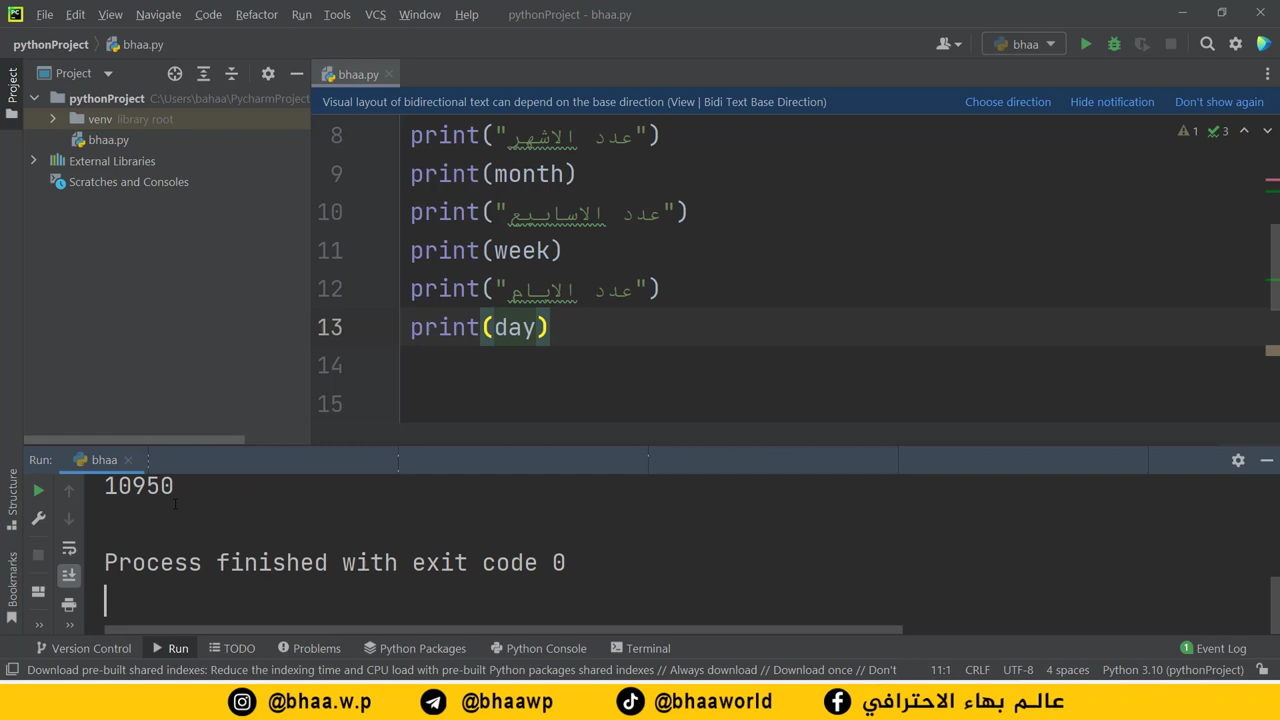 File Edit View Navigate Code Refactor Run Tools VCS Window Help pythonProject - bhaa.py
pythonProject bhaa.py bhaa
Project
Project
bhaa.py
pythonProject C:\Users\bahaa\PycharmProject
venv library root
bhaa.py
External Libraries
Scratches and Consoles
Visual layout of bidirectional text can depend on the base direction (View | Bidi Text Base Direction) Choose direction Hide notification Don't show again
1 3
8 print("عدد الاشهر")
9 print(month)
10 print("عدد الاسابيع")
11 print(week)
12 print("عدد الايام")
13 print(day)
14
15
Run: bhaa
10950
Process finished with exit code 0
Structure
Bookmarks
Version Control Run TODO Problems Python Packages Python Console Terminal 1 Event Log
Download pre-built shared indexes: Reduce the indexing time and CPU load with pre-built Python packages shared indexes // Always download // Download once // Don't 11:1 CRLF UTF-8 4 spaces Python 3.10 (pythonProject)
@bhaa.w.p @bhaawp @bhaaworld عالم بهاء الاحترافي